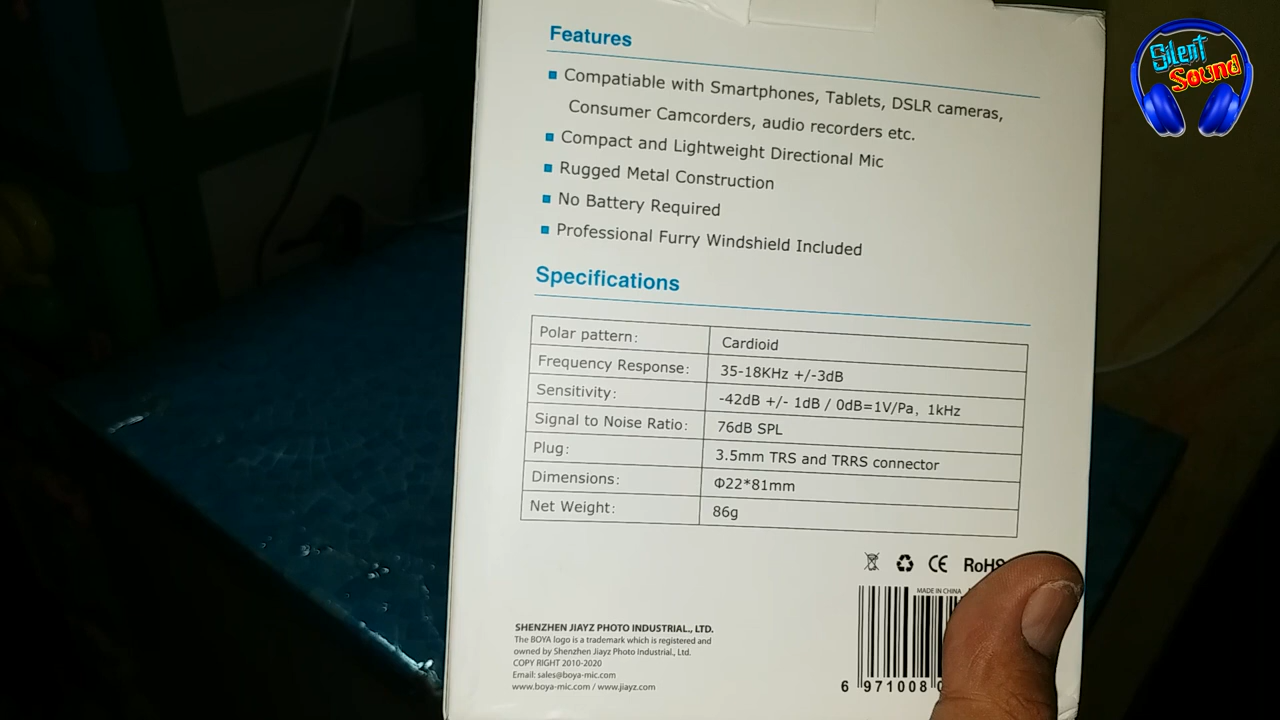 Silent
Sound
Features
Compatiable with Smartphones, Tablets, DSLR cameras,
Consumer Camcorders, audio recorders etc.
Compact and Lightweight Directional Mic
Rugged Metal Construction
No Battery Required
Professional Furry Windshield Included
Specifications
Polar pattern: Cardioid
Frequency Response: 35-18KHz +/-3dB
Sensitivity: -42dB +/- 1dB / 0dB=1V/Pa, 1kHz
Signal to Noise Ratio: 76dB SPL
Plug: 3.5mm TRS and TRRS connector
Dimensions: Φ22*81mm
Net Weight: 86g
CE RoHS
MADE IN CHINA
SHENZHEN JIAYZ PHOTO INDUSTRIAL., LTD.
The BOYA logo is a trademark which is registered and
owned by Shenzhen Jiayz Photo Industrial., Ltd.
COPY RIGHT 2010-2020
Email: sales@boya-mic.com
www.boya-mic.com / www.jiayz.com
6 971008